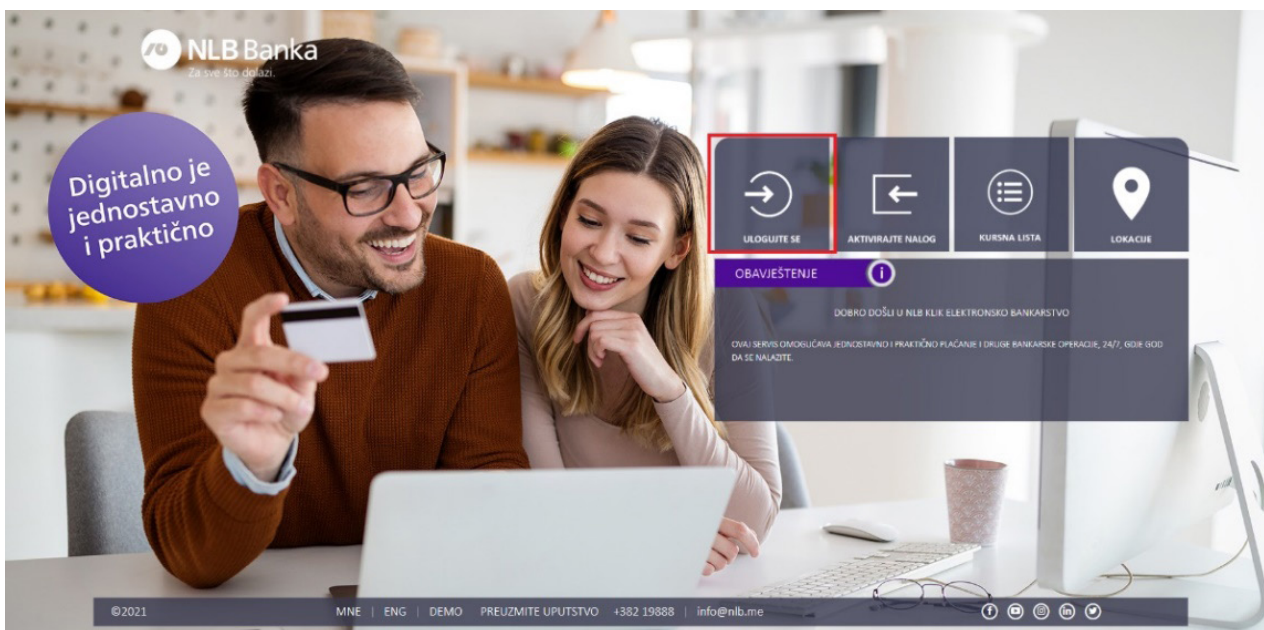 NLB Banka
Za sve što dolazi.
Digitalno je
jednostavno
i praktično
ULOGUJTE SE
AKTIVIRAJTE NALOG
KURSNA LISTA
LOKACIJE
OBAVJEŠTENJE
DOBRO DOŠLI U NLB KLIK ELEKTRONSKO BANKARSTVO
OVAJ SERVIS OMOGUĆAVA JEDNOSTAVNO I PRAKTIČNO PLAĆANJE I DRUGE BANKARSKE OPERACIJE, 24/7, GDJE GOD
DA SE NALAZITE.
©2021 MNE | ENG | DEMO PREUZMITE UPUTSTVO +382 19888 | info@nlb.me